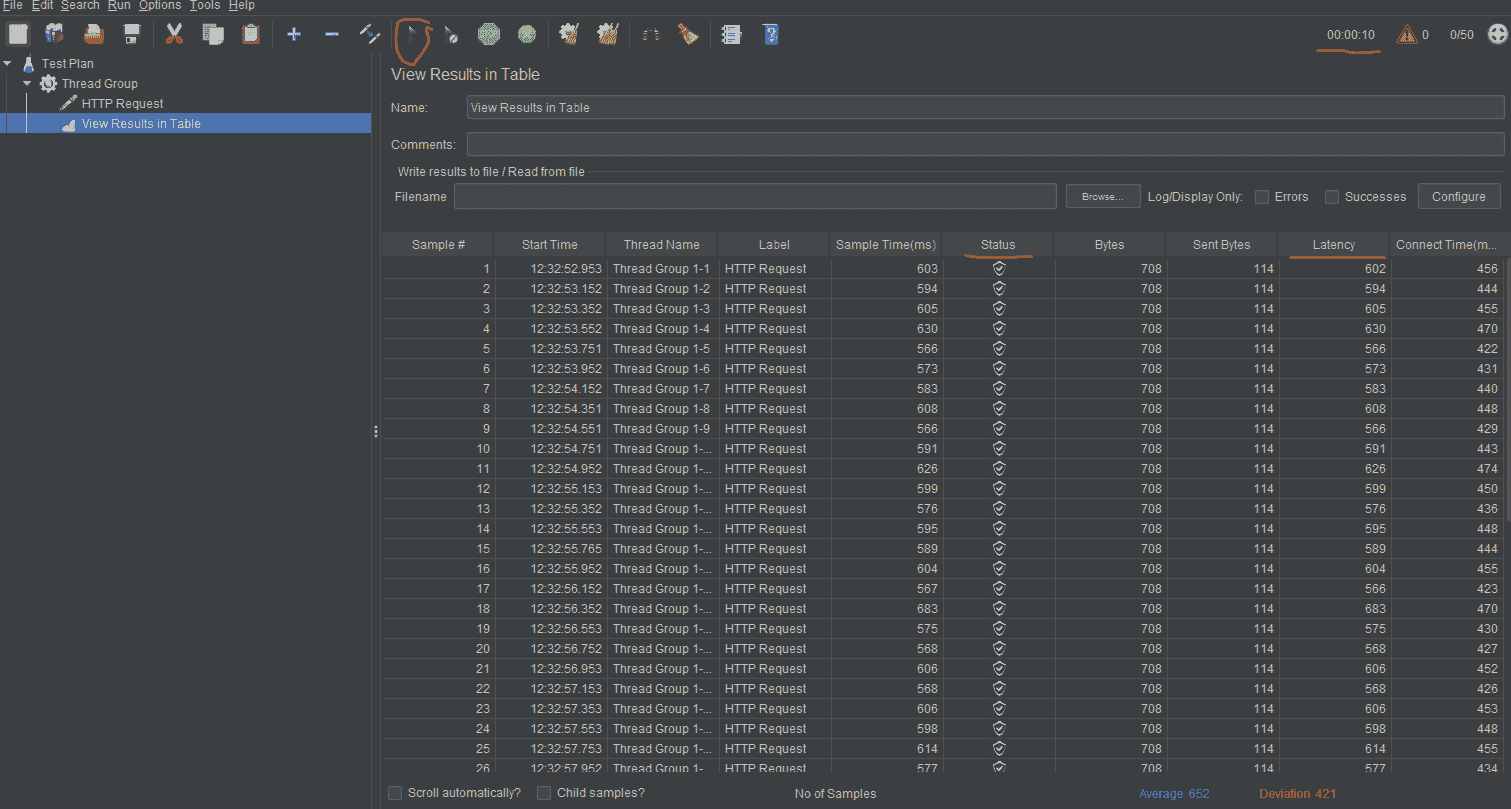 File Edit Search Run Options Tools Help
00:00:10 0 0/50
Test Plan
Thread Group
HTTP Request
View Results in Table
View Results in Table
Name: View Results in Table
Comments:
Write results to file / Read from file
Filename Browse... Log/Display Only: Errors Successes Configure
Sample # Start Time Thread Name Label Sample Time(ms) Status Bytes Sent Bytes Latency Connect Time(m...
1 12:32:52.953 Thread Group 1-1 HTTP Request 603 708 114 602 456
2 12:32:53.152 Thread Group 1-2 HTTP Request 594 708 114 594 444
3 12:32:53.352 Thread Group 1-3 HTTP Request 605 708 114 605 455
4 12:32:53.552 Thread Group 1-4 HTTP Request 630 708 114 630 470
5 12:32:53.751 Thread Group 1-5 HTTP Request 566 708 114 566 422
6 12:32:53.952 Thread Group 1-6 HTTP Request 573 708 114 573 431
7 12:32:54.152 Thread Group 1-7 HTTP Request 583 708 114 583 440
8 12:32:54.351 Thread Group 1-8 HTTP Request 608 708 114 608 448
9 12:32:54.551 Thread Group 1-9 HTTP Request 566 708 114 566 429
10 12:32:54.751 Thread Group 1-... HTTP Request 591 708 114 591 443
11 12:32:54.952 Thread Group 1-... HTTP Request 626 708 114 626 474
12 12:32:55.153 Thread Group 1-... HTTP Request 599 708 114 599 450
13 12:32:55.352 Thread Group 1-... HTTP Request 576 708 114 576 436
14 12:32:55.553 Thread Group 1-... HTTP Request 595 708 114 595 448
15 12:32:55.765 Thread Group 1-... HTTP Request 589 708 114 589 444
16 12:32:55.952 Thread Group 1-... HTTP Request 604 708 114 604 455
17 12:32:56.152 Thread Group 1-... HTTP Request 567 708 114 566 423
18 12:32:56.352 Thread Group 1-... HTTP Request 683 708 114 683 470
19 12:32:56.553 Thread Group 1-... HTTP Request 575 708 114 575 430
20 12:32:56.752 Thread Group 1-... HTTP Request 568 708 114 568 427
21 12:32:56.953 Thread Group 1-... HTTP Request 606 708 114 606 452
22 12:32:57.153 Thread Group 1-... HTTP Request 568 708 114 568 426
23 12:32:57.353 Thread Group 1-... HTTP Request 606 708 114 606 453
24 12:32:57.553 Thread Group 1-... HTTP Request 598 708 114 598 448
25 12:32:57.753 Thread Group 1-... HTTP Request 614 708 114 614 455
26 12:32:57.952 Thread Group 1- HTTP Request 577 708 114 577 434
Scroll automatically? Child samples? No of Samples Average 652 Deviation 421